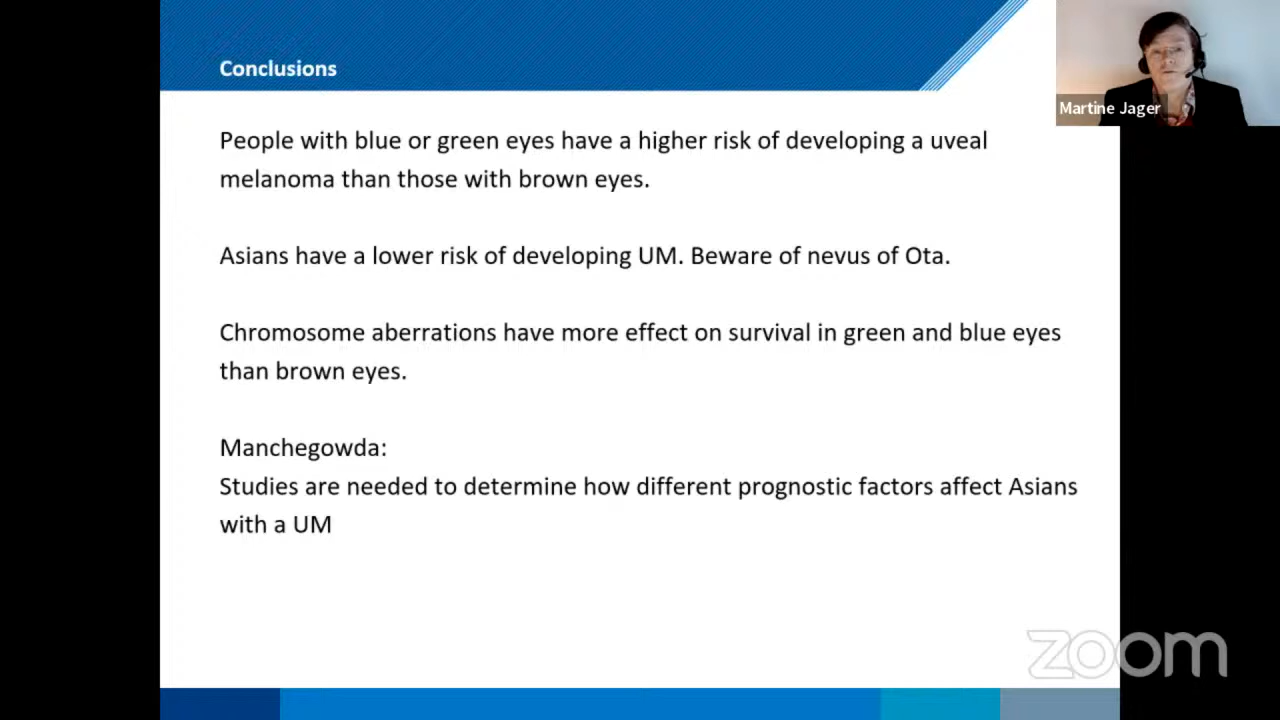 Conclusions
Martine Jager
People with blue or green eyes have a higher risk of developing a uveal
melanoma than those with brown eyes.
Asians have a lower risk of developing UM. Beware of nevus of Ota.
Chromosome aberrations have more effect on survival in green and blue eyes
than brown eyes.
Manchegowda:
Studies are needed to determine how different prognostic factors affect Asians
with a UM
zoom